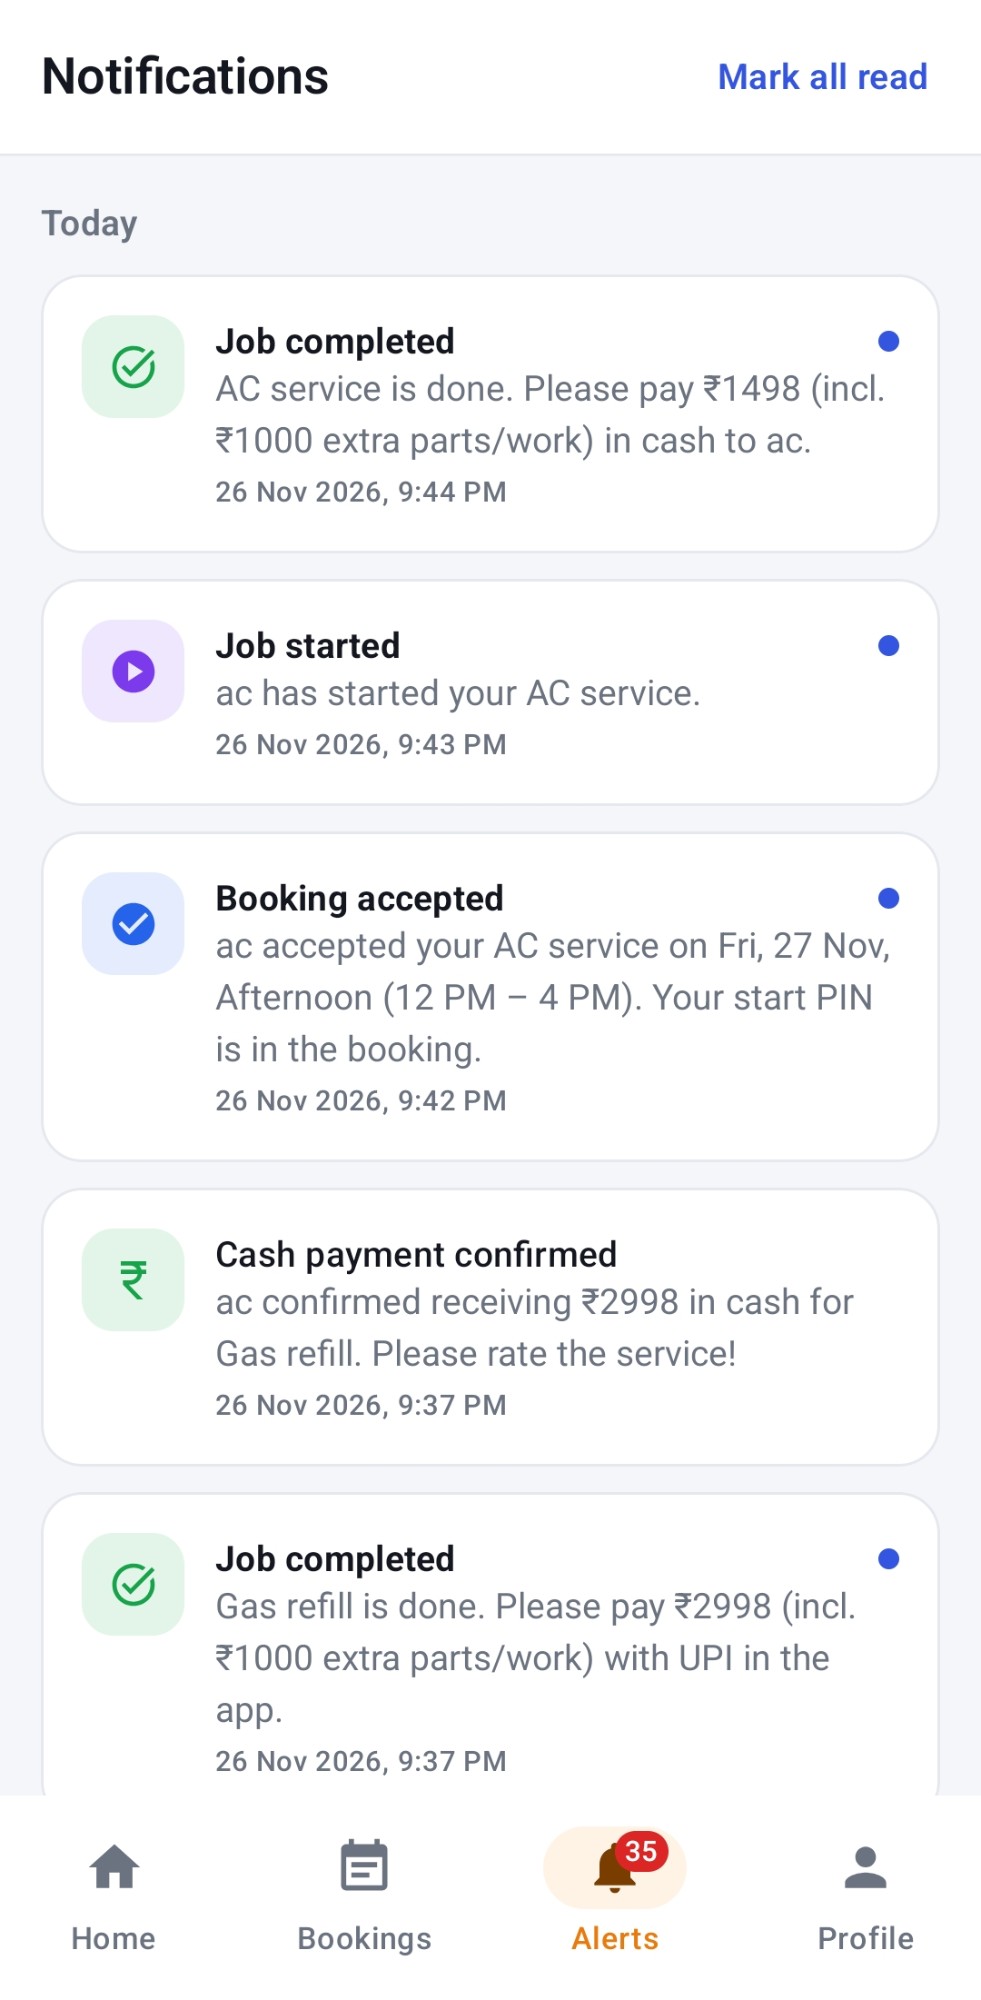 Notifications
Mark all read
Today
Job completed
AC service is done. Please pay ₹1498 (incl.
₹1000 extra parts/work) in cash to ac.
26 Nov 2026, 9:44 PM
Job started
ac has started your AC service.
26 Nov 2026, 9:43 PM
Booking accepted
ac accepted your AC service on Fri, 27 Nov,
Afternoon (12 PM – 4 PM). Your start PIN
is in the booking.
26 Nov 2026, 9:42 PM
₹
Cash payment confirmed
ac confirmed receiving ₹2998 in cash for
Gas refill. Please rate the service!
26 Nov 2026, 9:37 PM
Job completed
Gas refill is done. Please pay ₹2998 (incl.
₹1000 extra parts/work) with UPI in the
app.
26 Nov 2026, 9:37 PM
35
Home
Bookings
Alerts
Profile